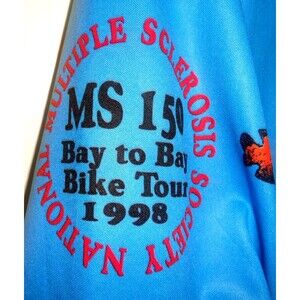 NATIONAL MULTIPLE SCLEROSIS SOCIETY
MS 150
Bay to Bay
Bike Tour
1998